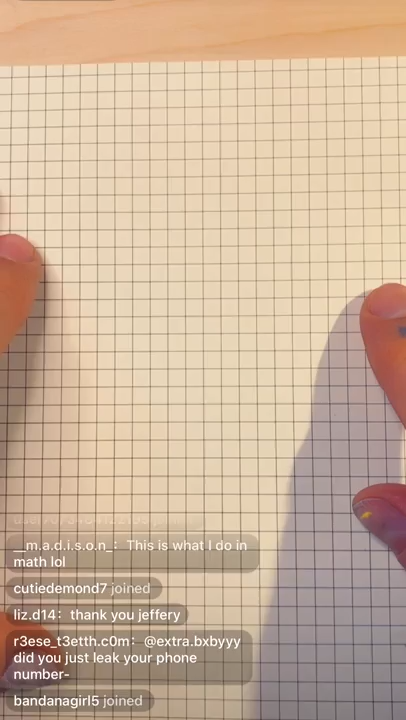 __m.a.d.i.s.o.n_: This is what I do in
math lol
cutiedemond7 joined
liz.d14: thank you jeffery
r3ese_t3etth.c0m: @extra.bxbyyy
did you just leak your phone
number-
bandanagirl5 joined